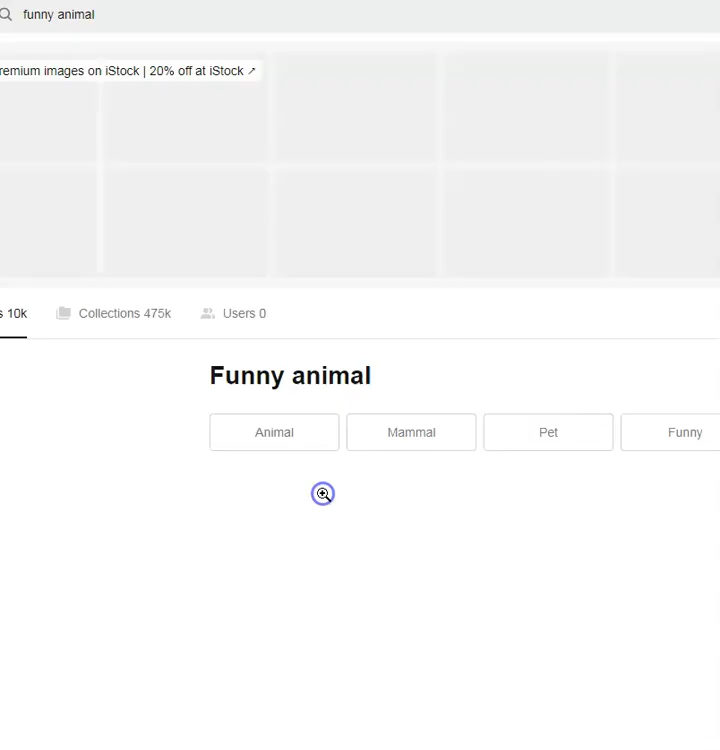 funny animal
remium images on iStock | 20% off at iStock ↗
s 10k
Collections 475k
Users 0
Funny animal
Animal
Mammal
Pet
Funny